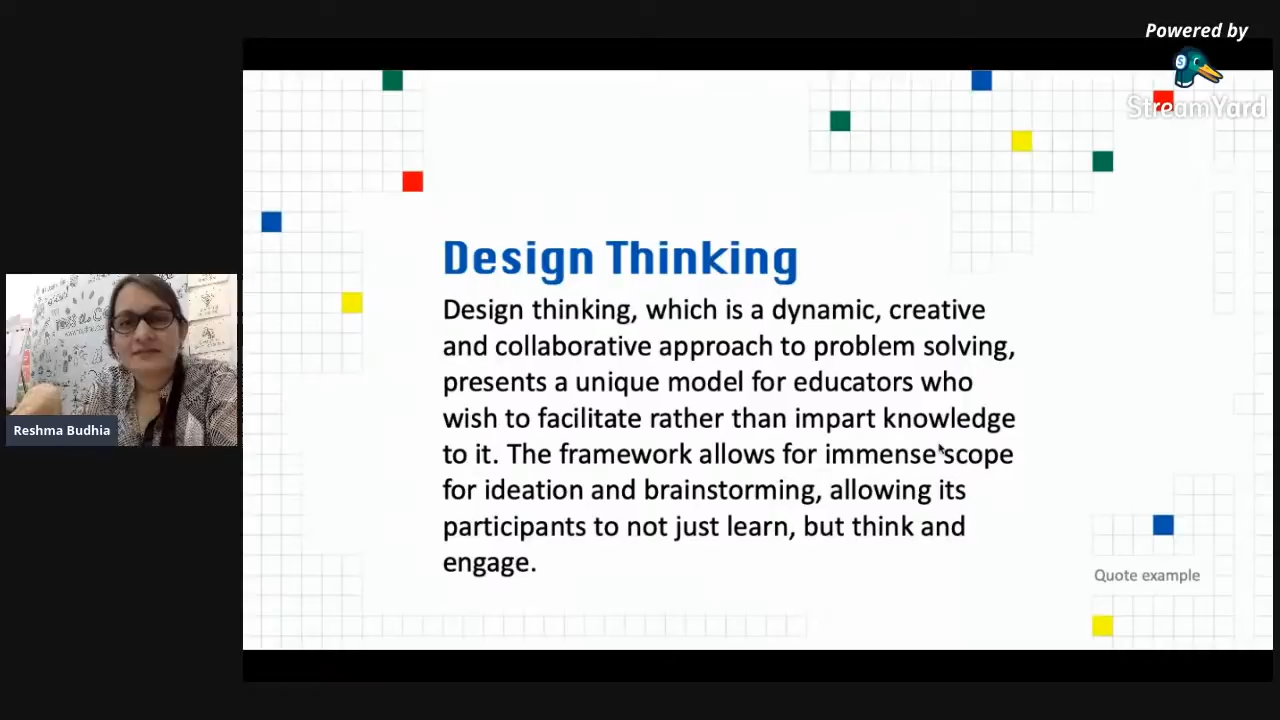 Powered by
StreamYard
Design Thinking
Design thinking, which is a dynamic, creative
and collaborative approach to problem solving,
presents a unique model for educators who
wish to facilitate rather than impart knowledge
to it. The framework allows for immense scope
for ideation and brainstorming, allowing its
participants to not just learn, but think and
engage.
Reshma Budhia
Quote example